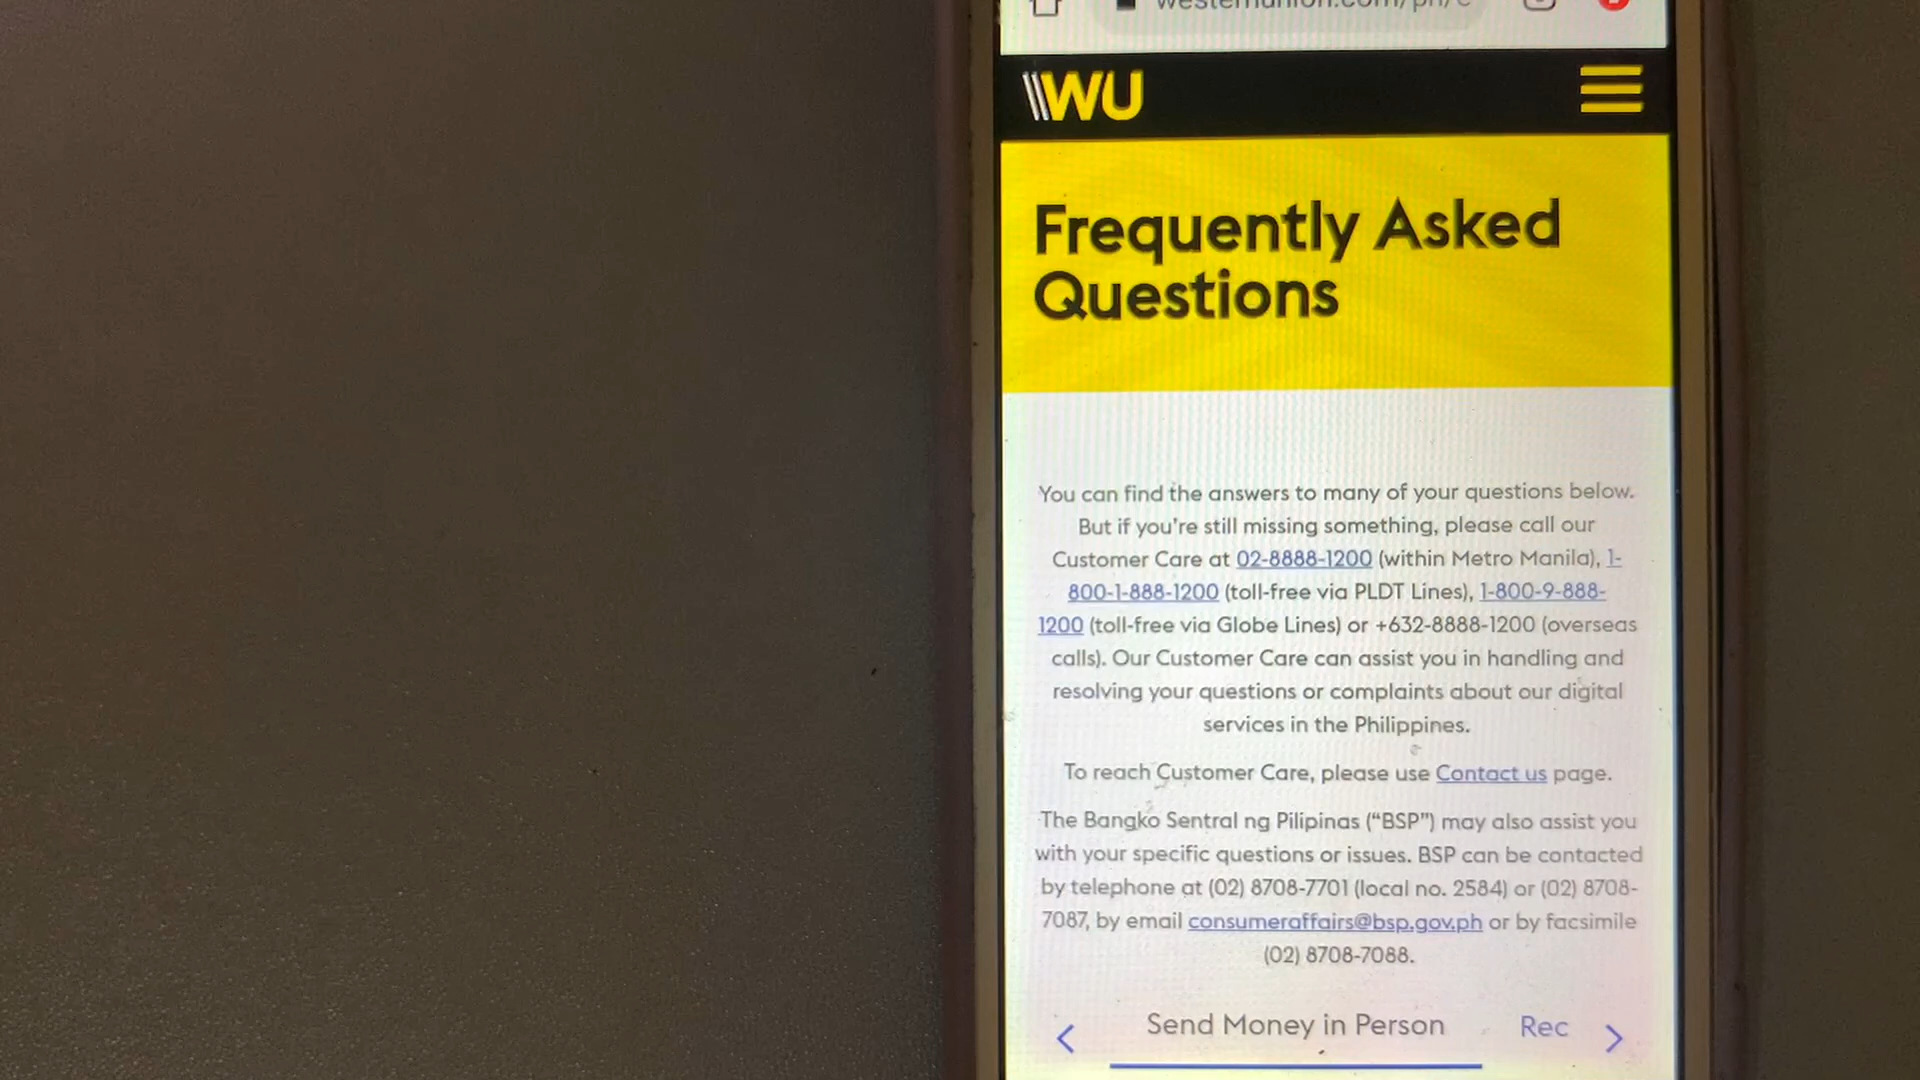 WU
Frequently Asked
Questions
You can find the answers to many of your questions below.
But if you're still missing something, please call our
Customer Care at 02-8888-1200 (within Metro Manila), 1-
800-1-888-1200 (toll-free via PLDT Lines), 1-800-9-888-
1200 (toll-free via Globe Lines) or +632-8888-1200 (overseas
calls). Our Customer Care can assist you in handling and
resolving your questions or complaints about our digital
services in the Philippines.
To reach Customer Care, please use Contact us page.
The Bangko Sentral ng Pilipinas (“BSP”) may also assist you
with your specific questions or issues. BSP can be contacted
by telephone at (02) 8708-7701 (local no. 2584) or (02) 8708-
7087, by email consumeraffairs@bsp.gov.ph or by facsimile
(02) 8708-7088.
Send Money in Person Rec